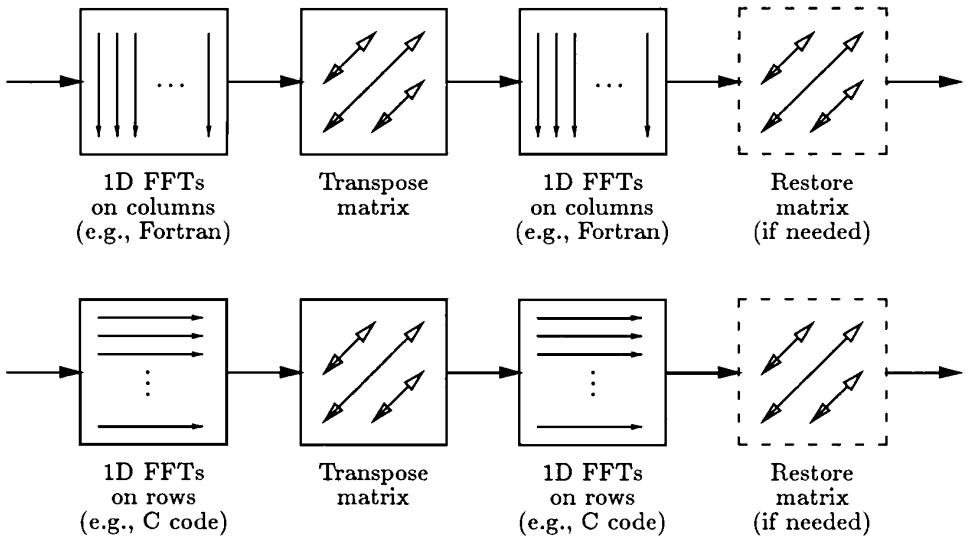 1D FFTs
on columns
(e.g., Fortran)
Transpose
matrix
1D FFTs
on columns
(e.g., Fortran)
Restore
matrix
(if needed)
1D FFTs
on rows
(e.g., C code)
Transpose
matrix
1D FFTs
on rows
(e.g., C code)
Restore
matrix
(if needed)